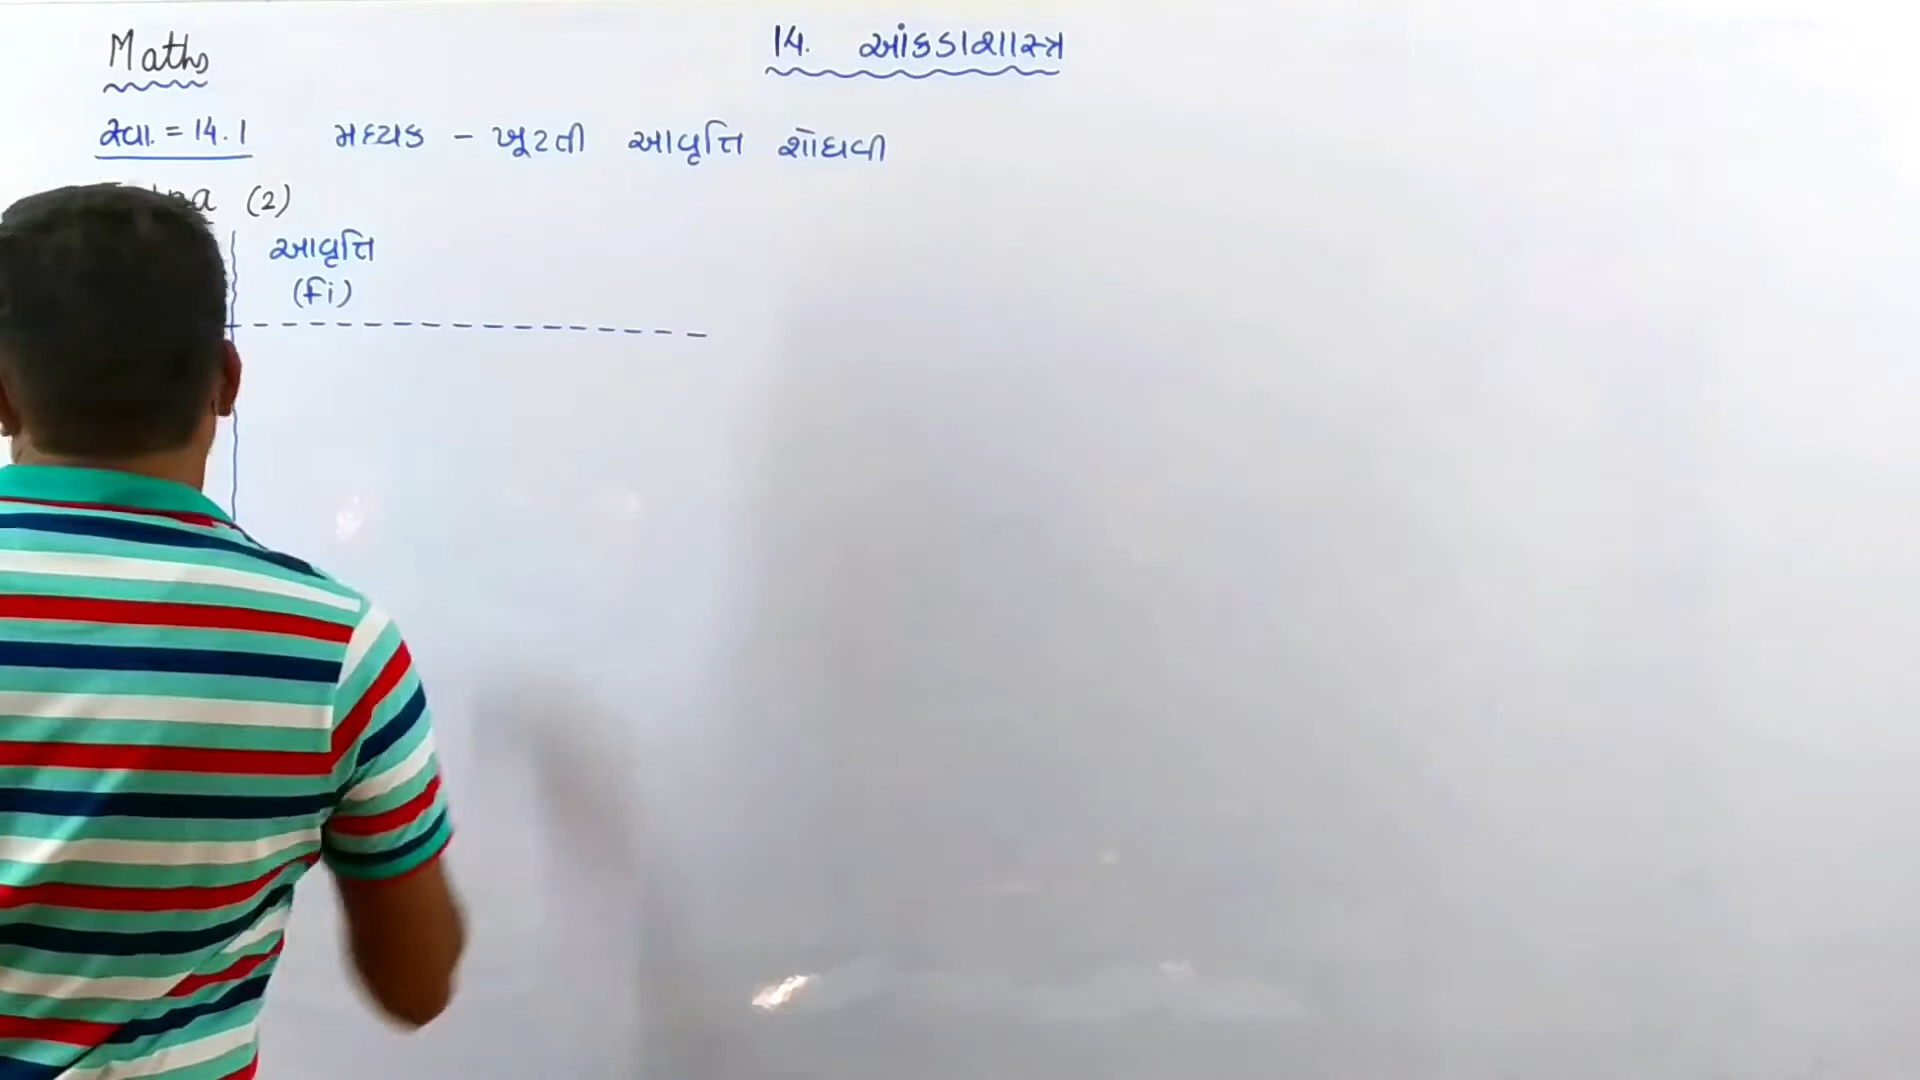 Maths
14. આંકડાશાસ્ત્ર
સ્વા. = 14.1 મધ્યક - ખૂટતી આવૃત્તિ શોધવી
(2)
આવૃત્તિ
(fi)